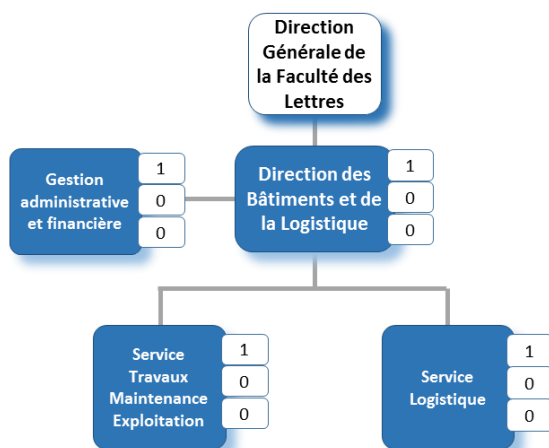 Direction
Générale de
la Faculté des
Lettres
Gestion
administrative
et financière
1
0
0
Direction des
Bâtiments et de
la Logistique
1
0
0
Service
Travaux
Maintenance
Exploitation
1
0
0
Service
Logistique
1
0
0